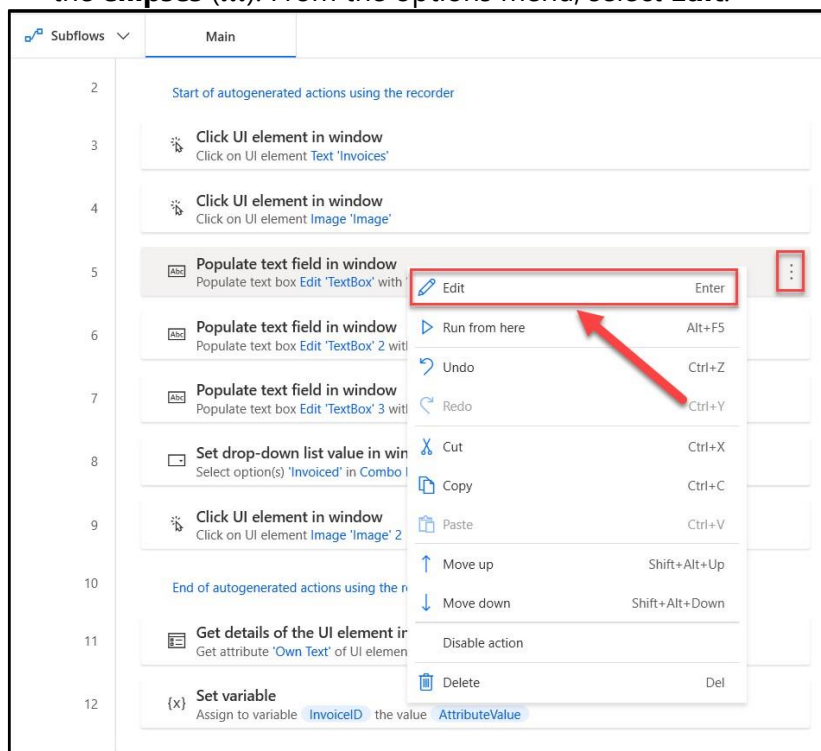 the ellipses (...). From the options menu, select Edit.
Subflows Main
2 Start of autogenerated actions using the recorder
3 Click UI element in window
Click on UI element Text 'Invoices'
4 Click UI element in window
Click on UI element Image 'Image'
5 Abc Populate text field in window
Populate text box Edit 'TextBox' with
Edit Enter
6 Abc Populate text field in window
Populate text box Edit 'TextBox' 2
Run from here Alt+F5
Undo Ctrl+Z
7 Abc Populate text field in window
Populate text box Edit 'TextBox' 3
Redo Ctrl+Y
8 Set drop-down list value in
Select option(s) 'Invoiced' in Combo
Cut Ctrl+X
Copy Ctrl+C
9 Click UI element in window
Click on UI element Image 'Image' 2
Paste Ctrl+V
Move up Shift+Alt+Up
10 End of autogenerated actions using the
Move down Shift+Alt+Down
11 Get details of the UI element
Get attribute 'Own Text' of UI
Disable action
Delete Del
12 {x} Set variable
Assign to variable InvoiceID the value AttributeValue